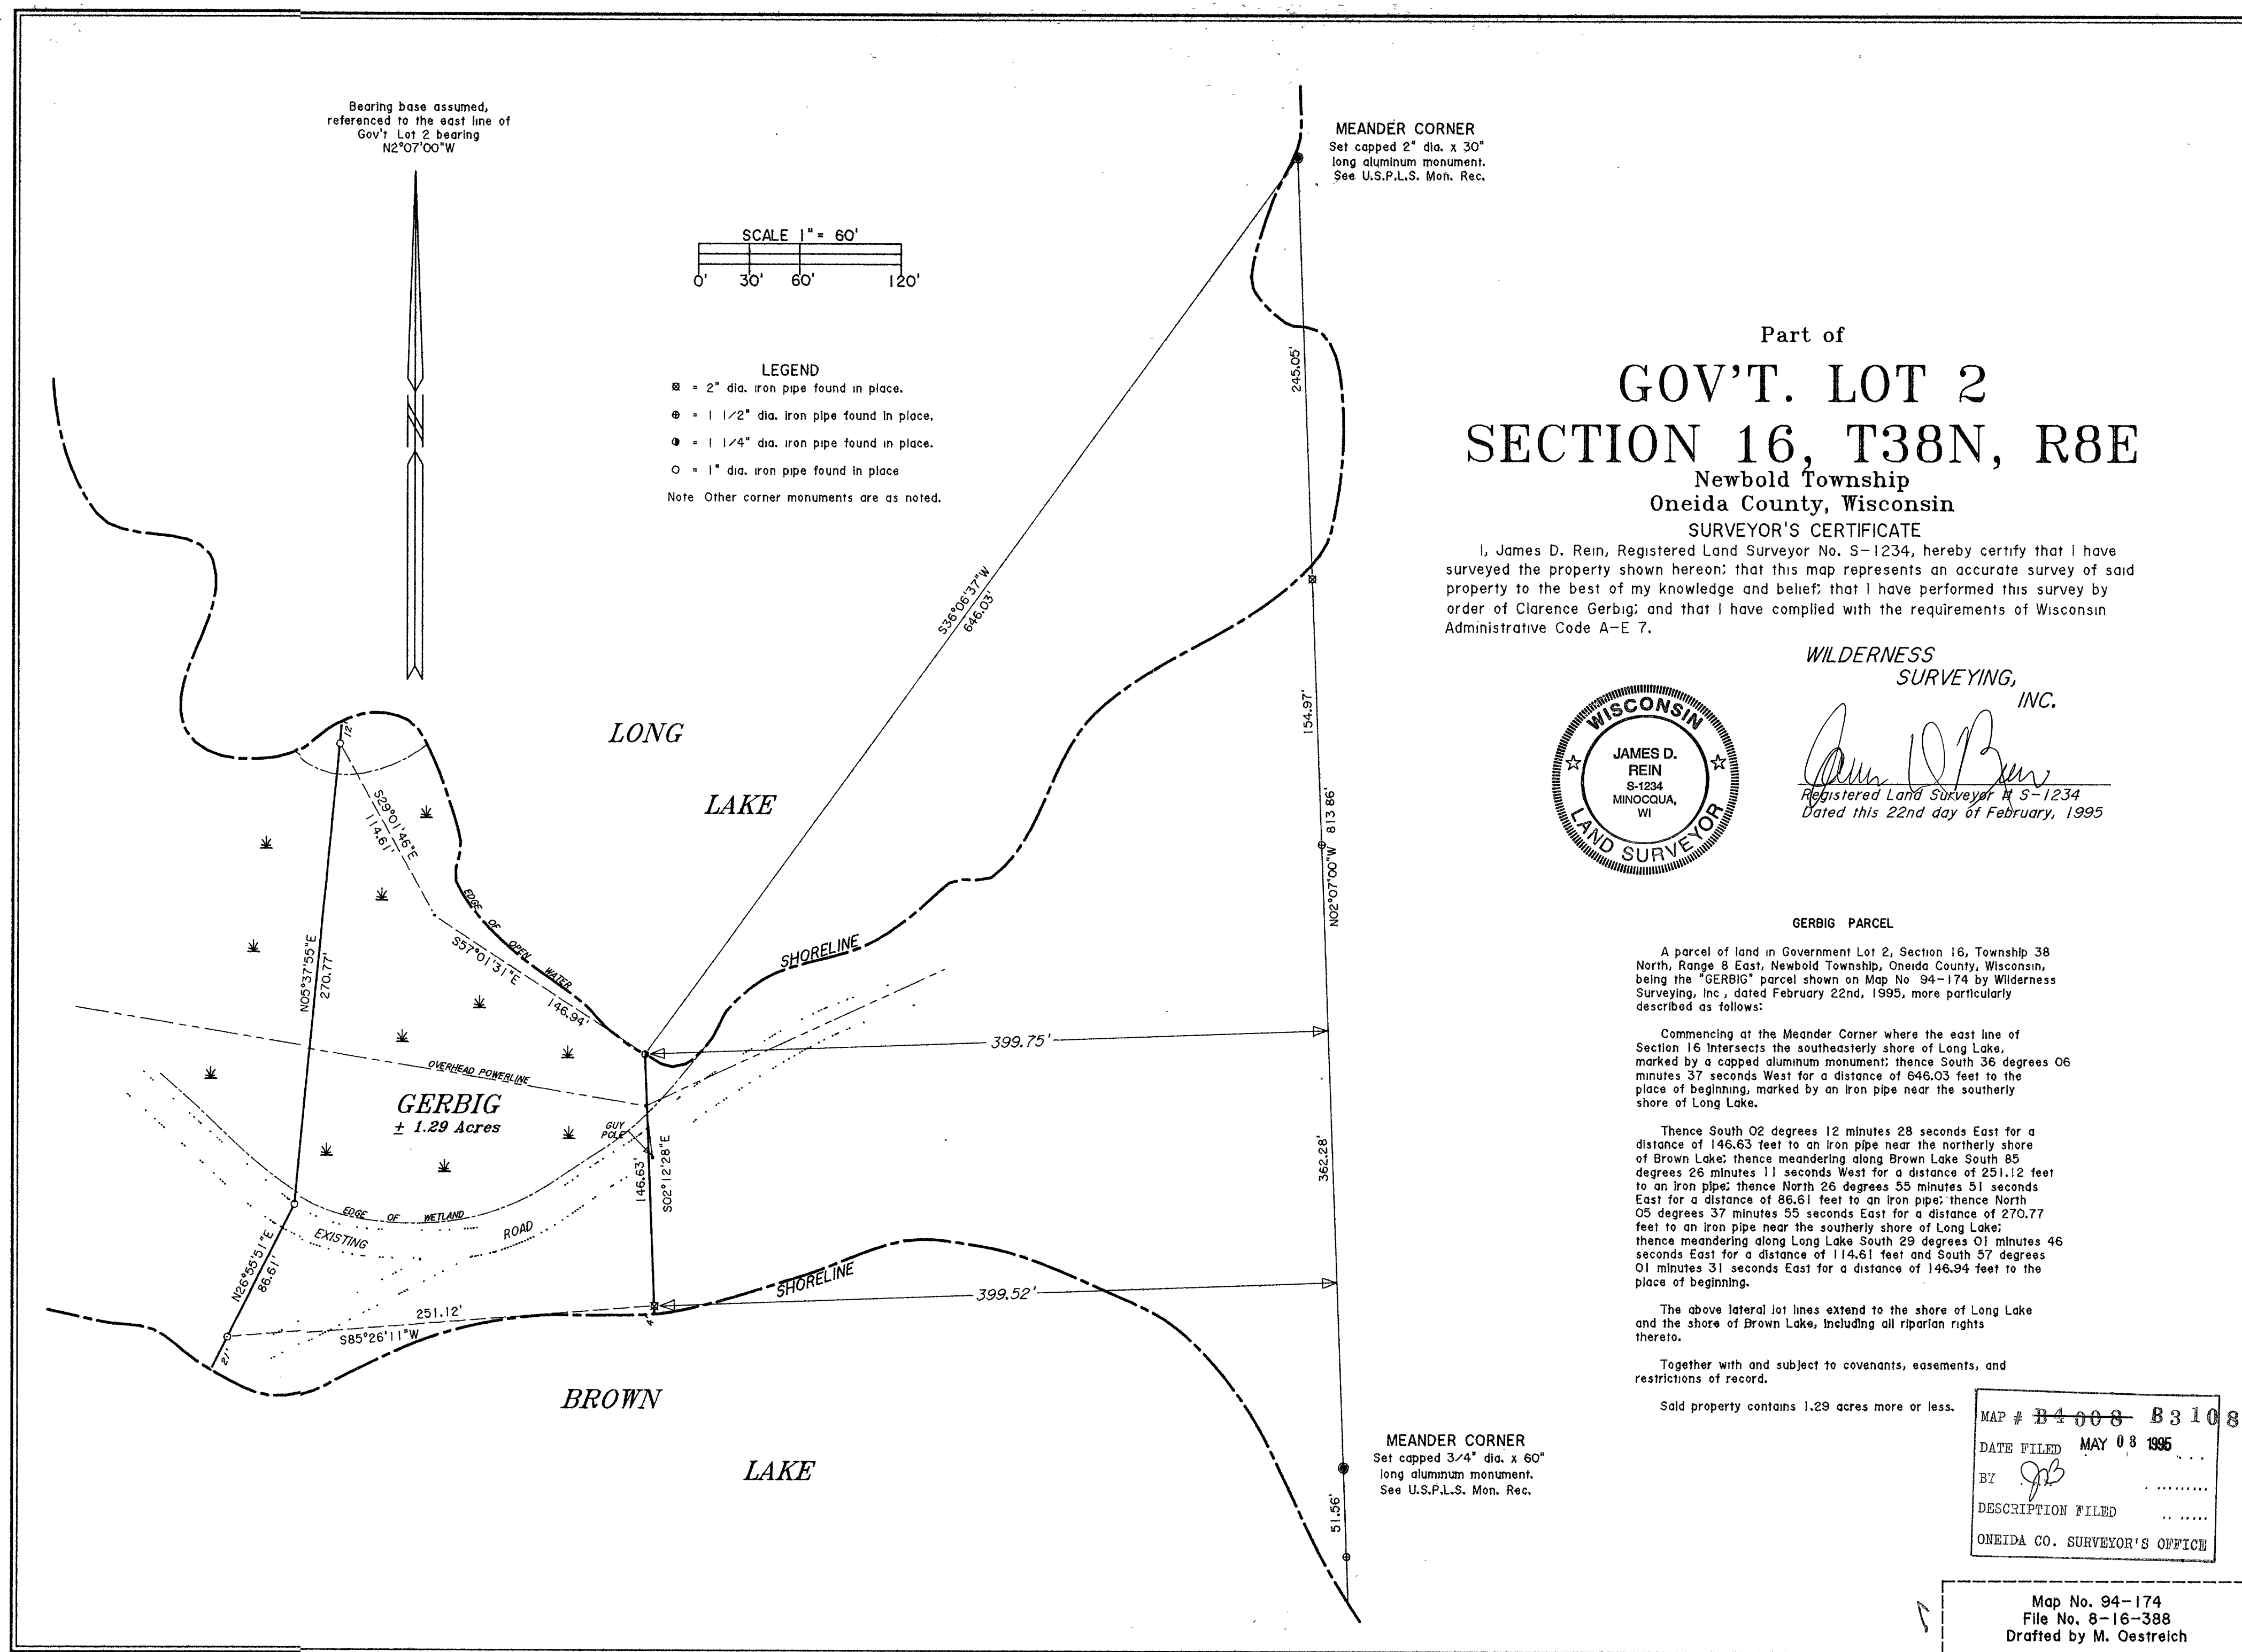 Bearing base assumed,
referenced to the east line of
Gov't Lot 2 bearing
N2°07'00"W
SCALE 1" = 60'
0' 30' 60' 120'
LEGEND
= 2" dia. iron pipe found in place.
= 1 1/2" dia. iron pipe found in place.
= 1 1/4" dia. iron pipe found in place.
= 1" dia. iron pipe found in place
Note Other corner monuments are as noted.
MEANDER CORNER
Set capped 2" dia. x 30"
long aluminum monument.
See U.S.P.L.S. Mon. Rec.
245.05'
S36°06'37"W
646.03'
154.97'
N02°07'00"W 813.86'
362.28'
51.56'
LONG
LAKE
12'
S29°01'46"E
114.61'
EDGE OF OPEN WATER
S57°01'31"E
146.94'
N05°37'55"E
270.77'
SHORELINE
399.75'
OVERHEAD POWERLINE
GERBIG
± 1.29 Acres
GUY
POLE
146.63'
S02°12'28"E
EDGE OF WETLAND
EXISTING ROAD
N26°55'51"E
86.61'
251.12'
S85°26'11"W
21'
4'
SHORELINE
399.52'
BROWN
LAKE
MEANDER CORNER
Set capped 3/4" dia. x 60"
long aluminum monument.
See U.S.P.L.S. Mon. Rec.
Part of
GOV'T. LOT 2
SECTION 16, T38N, R8E
Newbold Township
Oneida County, Wisconsin
SURVEYOR'S CERTIFICATE
I, James D. Rein, Registered Land Surveyor No. S-1234, hereby certify that I have
surveyed the property shown hereon; that this map represents an accurate survey of said
property to the best of my knowledge and belief; that I have performed this survey by
order of Clarence Gerbig; and that I have complied with the requirements of Wisconsin
Administrative Code A-E 7.
WILDERNESS
SURVEYING,
INC.
WISCONSIN
JAMES D.
REIN
S-1234
MINOCQUA,
WI
LAND SURVEYOR
Registered Land Surveyor # S-1234
Dated this 22nd day of February, 1995
GERBIG PARCEL
A parcel of land in Government Lot 2, Section 16, Township 38
North, Range 8 East, Newbold Township, Oneida County, Wisconsin,
being the "GERBIG" parcel shown on Map No 94-174 by Wilderness
Surveying, Inc , dated February 22nd, 1995, more particularly
described as follows:
Commencing at the Meander Corner where the east line of
Section 16 intersects the southeasterly shore of Long Lake,
marked by a capped aluminum monument; thence South 36 degrees 06
minutes 37 seconds West for a distance of 646.03 feet to the
place of beginning, marked by an iron pipe near the southerly
shore of Long Lake.
Thence South 02 degrees 12 minutes 28 seconds East for a
distance of 146.63 feet to an iron pipe near the northerly shore
of Brown Lake; thence meandering along Brown Lake South 85
degrees 26 minutes 11 seconds West for a distance of 251.12 feet
to an iron pipe; thence North 26 degrees 55 minutes 51 seconds
East for a distance of 86.61 feet to an iron pipe; thence North
05 degrees 37 minutes 55 seconds East for a distance of 270.77
feet to an iron pipe near the southerly shore of Long Lake;
thence meandering along Long Lake South 29 degrees 01 minutes 46
seconds East for a distance of 114.61 feet and South 57 degrees
01 minutes 31 seconds East for a distance of 146.94 feet to the
place of beginning.
The above lateral lot lines extend to the shore of Long Lake
and the shore of Brown Lake, including all riparian rights
thereto.
Together with and subject to covenants, easements, and
restrictions of record.
Said property contains 1.29 acres more or less.
MAP # B4 008 B3108
DATE FILED MAY 03 1995
BY JB
DESCRIPTION FILED
ONEIDA CO. SURVEYOR'S OFFICE
Map No. 94-174
File No. 8-16-388
Drafted by M. Oestreich